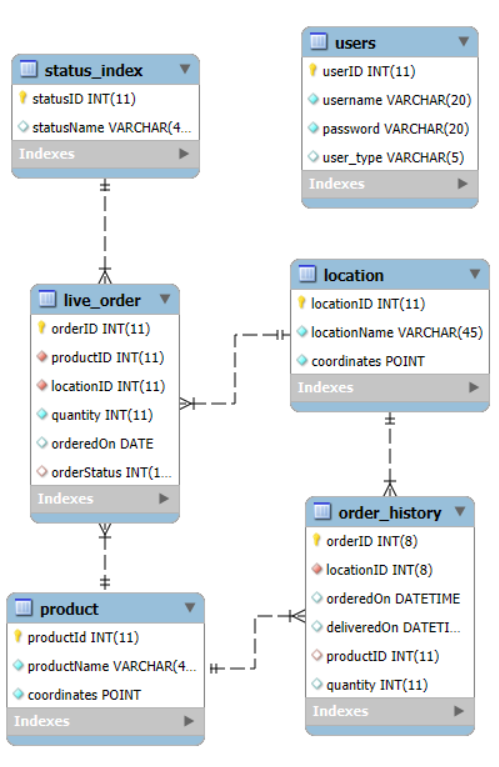 status_index
statusID INT(11)
statusName VARCHAR(4...
Indexes
users
userID INT(11)
username VARCHAR(20)
password VARCHAR(20)
user_type VARCHAR(5)
Indexes
live_order
orderID INT(11)
productID INT(11)
locationID INT(11)
quantity INT(11)
orderedOn DATE
orderStatus INT(1...
Indexes
location
locationID INT(11)
locationName VARCHAR(45)
coordinates POINT
Indexes
product
productId INT(11)
productName VARCHAR(4...
coordinates POINT
Indexes
order_history
orderID INT(8)
locationID INT(8)
orderedOn DATETIME
deliveredOn DATETI...
productID INT(11)
quantity INT(11)
Indexes